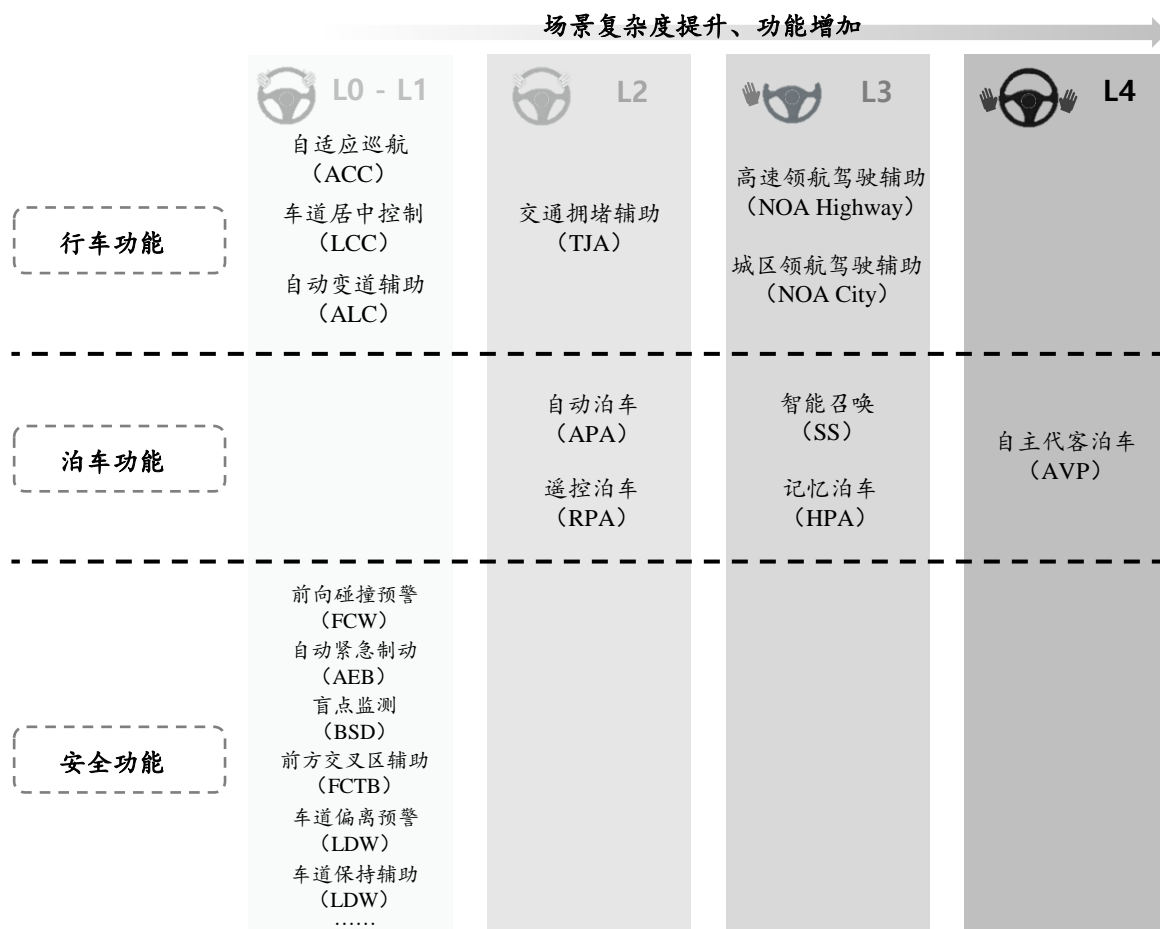 场景复杂度提升、功能增加
L0 - L1
L2
L3
L4
行车功能
自适应巡航
（ACC）
车道居中控制
（LCC）
自动变道辅助
（ALC）
交通拥堵辅助
（TJA）
高速领航驾驶辅助
（NOA Highway）
城区领航驾驶辅助
（NOA City）
泊车功能
自动泊车
（APA）
遥控泊车
（RPA）
智能召唤
（SS）
记忆泊车
（HPA）
自主代客泊车
（AVP）
安全功能
前向碰撞预警
（FCW）
自动紧急制动
（AEB）
盲点监测
（BSD）
前方交叉区辅助
（FCTB）
车道偏离预警
（LDW）
车道保持辅助
（LDW）
……